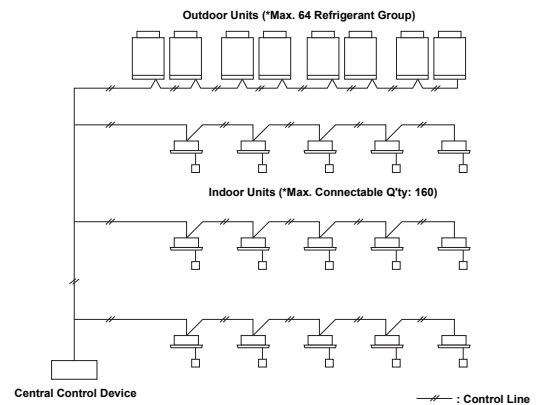 Outdoor Units (*Max. 64 Refrigerant Group)
Indoor Units (*Max. Connectable Q'ty: 160)
Central Control Device
: Control Line